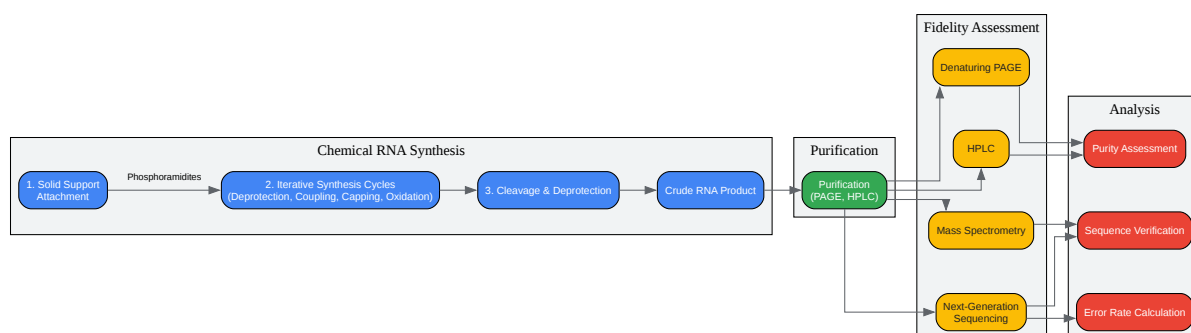 Chemical RNA Synthesis
1. Solid Support
Attachment
Phosphoramidites
2. Iterative Synthesis Cycles
(Deprotection, Coupling, Capping, Oxidation)
3. Cleavage & Deprotection
Crude RNA Product
Purification
Purification
(PAGE, HPLC)
Fidelity Assessment
Denaturing PAGE
HPLC
Mass Spectrometry
Next-Generation
Sequencing
Analysis
Purity Assessment
Sequence Verification
Error Rate Calculation